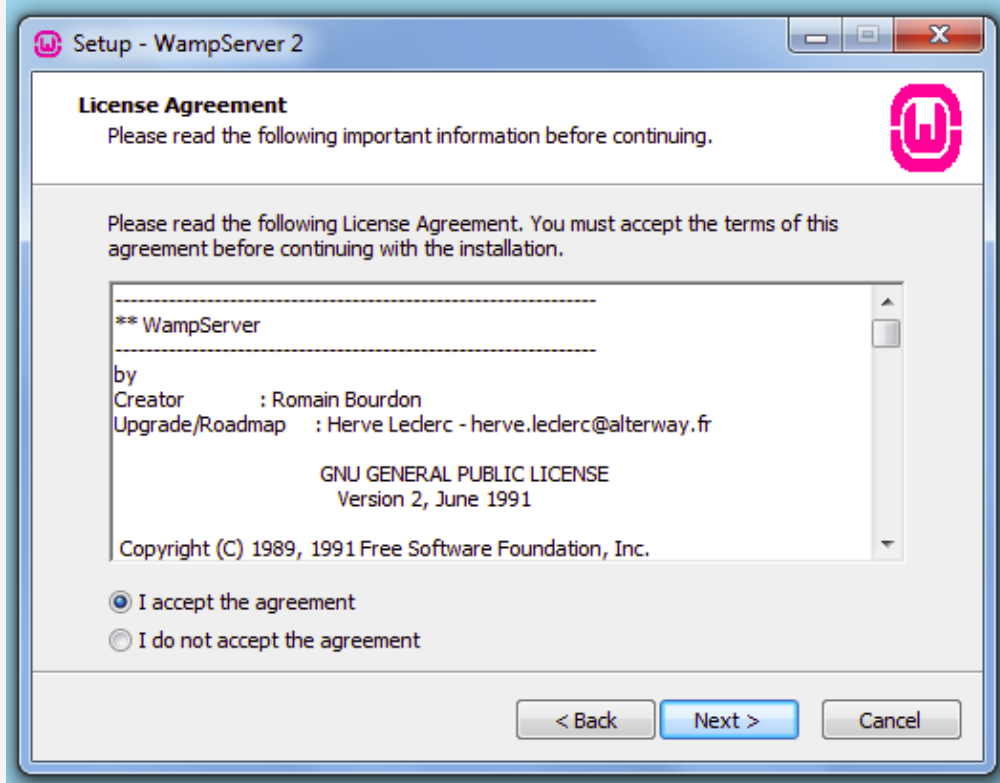 Setup - WampServer 2
License Agreement
Please read the following important information before continuing.
Please read the following License Agreement. You must accept the terms of this
agreement before continuing with the installation.
--------------------------------------------------------------
** WampServer
--------------------------------------------------------------
by
Creator : Romain Bourdon
Upgrade/Roadmap : Herve Leclerc - herve.leclerc@alterway.fr
GNU GENERAL PUBLIC LICENSE
Version 2, June 1991
Copyright (C) 1989, 1991 Free Software Foundation, Inc.
I accept the agreement
I do not accept the agreement
< Back Next > Cancel